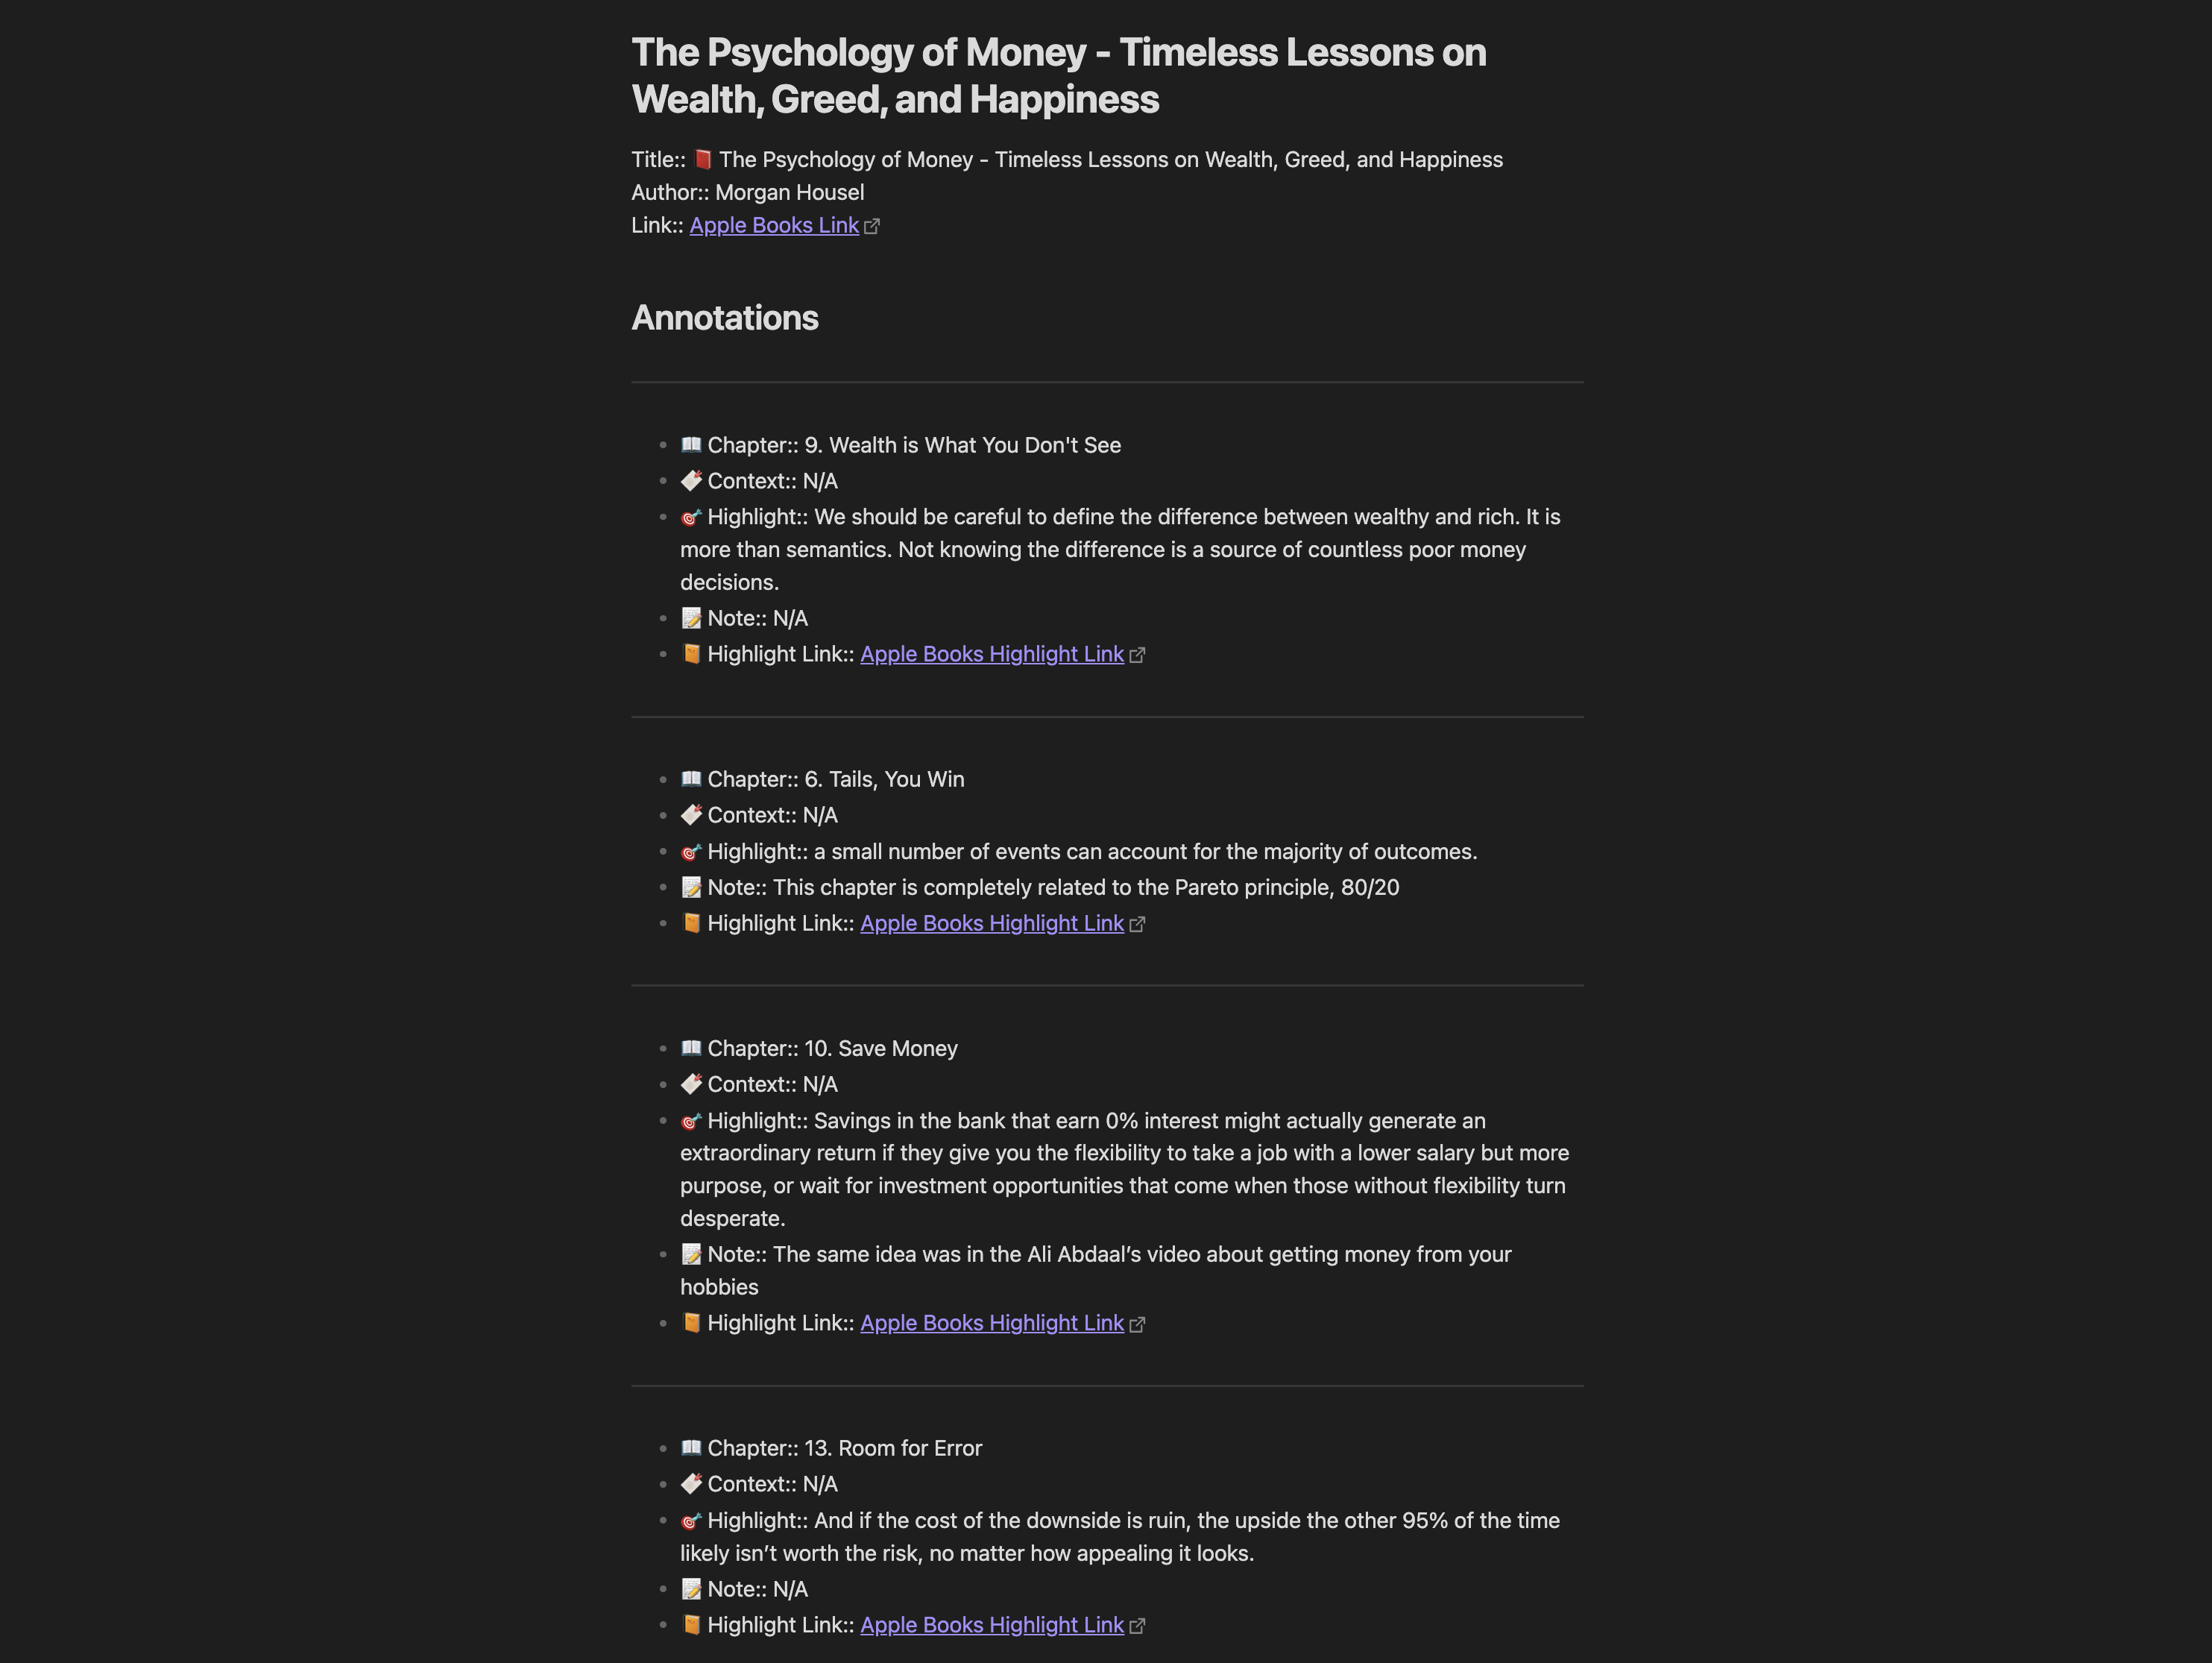 The Psychology of Money - Timeless Lessons on
Wealth, Greed, and Happiness
Title:: 📕 The Psychology of Money - Timeless Lessons on Wealth, Greed, and Happiness
Author:: Morgan Housel
Link:: Apple Books Link
Annotations
• 📖 Chapter:: 9. Wealth is What You Don't See
• 🔖 Context:: N/A
• 🎯 Highlight:: We should be careful to define the difference between wealthy and rich. It is
more than semantics. Not knowing the difference is a source of countless poor money
decisions.
• 📝 Note:: N/A
• 📙 Highlight Link:: Apple Books Highlight Link
• 📖 Chapter:: 6. Tails, You Win
• 🔖 Context:: N/A
• 🎯 Highlight:: a small number of events can account for the majority of outcomes.
• 📝 Note:: This chapter is completely related to the Pareto principle, 80/20
• 📙 Highlight Link:: Apple Books Highlight Link
• 📖 Chapter:: 10. Save Money
• 🔖 Context:: N/A
• 🎯 Highlight:: Savings in the bank that earn 0% interest might actually generate an
extraordinary return if they give you the flexibility to take a job with a lower salary but more
purpose, or wait for investment opportunities that come when those without flexibility turn
desperate.
• 📝 Note:: The same idea was in the Ali Abdaal’s video about getting money from your
hobbies
• 📙 Highlight Link:: Apple Books Highlight Link
• 📖 Chapter:: 13. Room for Error
• 🔖 Context:: N/A
• 🎯 Highlight:: And if the cost of the downside is ruin, the upside the other 95% of the time
likely isn’t worth the risk, no matter how appealing it looks.
• 📝 Note:: N/A
• 📙 Highlight Link:: Apple Books Highlight Link